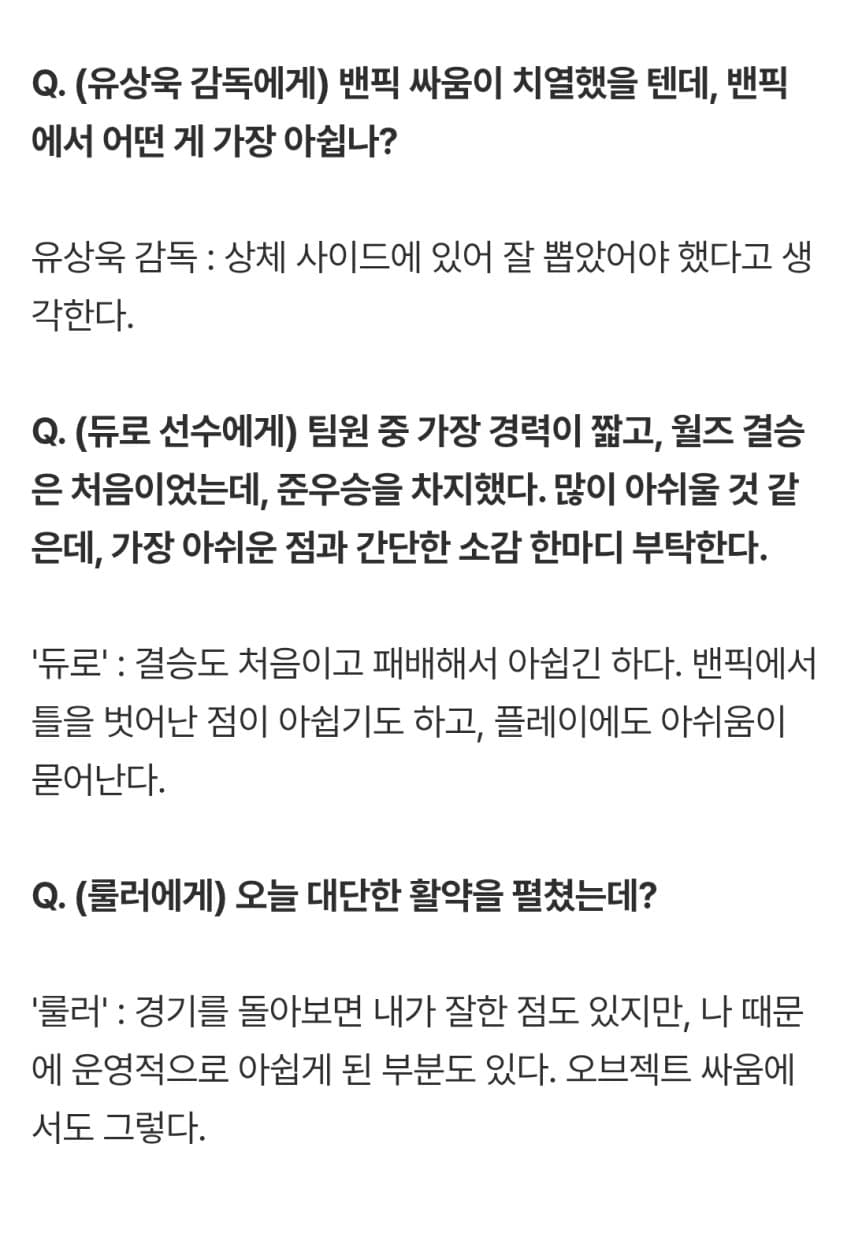 Q. (유상욱 감독에게) 밴픽 싸움이 치열했을 텐데, 밴픽
에서 어떤 게 가장 아쉽나?
유상욱 감독 : 상체 사이드에 있어 잘 뽑았어야 했다고 생
각한다.
Q. (듀로 선수에게) 팀원 중 가장 경력이 짧고, 월즈 결승
은 처음이었는데, 준우승을 차지했다. 많이 아쉬울 것 같
은데, 가장 아쉬운 점과 간단한 소감 한마디 부탁한다.
'듀로' : 결승도 처음이고 패배해서 아쉽긴 하다. 밴픽에서
틀을 벗어난 점이 아쉽기도 하고, 플레이에도 아쉬움이
묻어난다.
Q. (룰러에게) 오늘 대단한 활약을 펼쳤는데?
'룰러' : 경기를 돌아보면 내가 잘한 점도 있지만, 나 때문
에 운영적으로 아쉽게 된 부분도 있다. 오브젝트 싸움에
서도 그렇다.